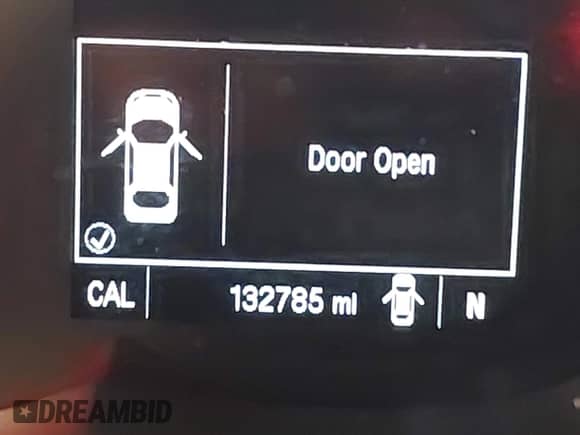 Door Open
CAL 132785 mi N
DREAMBID